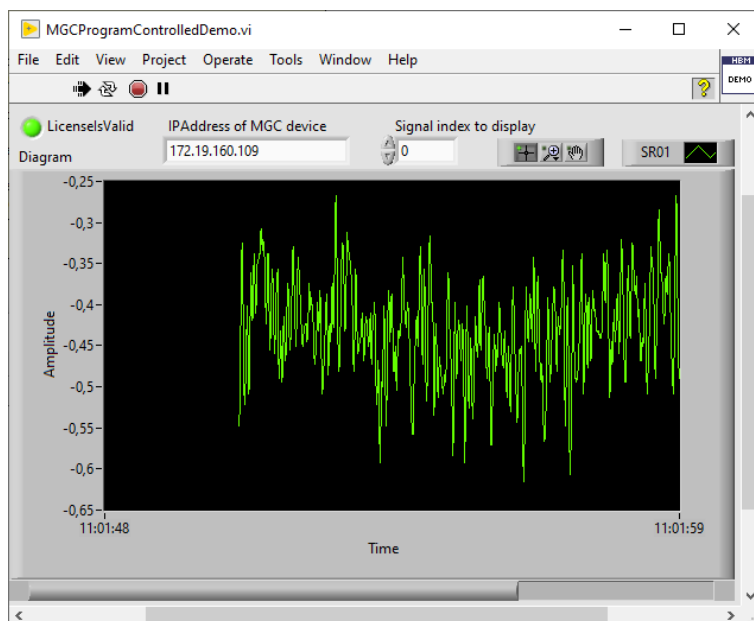 MGCProgramControlledDemo.vi
File Edit View Project Operate Tools Window Help
HBM
DEMO
LicenseIsValid
IPAddress of MGC device
Signal index to display
Diagram
172.19.160.109
0
SR01
-0,25
-0,3
-0,35
-0,4
-0,45
-0,5
-0,55
-0,6
-0,65
Amplitude
11:01:48
11:01:59
Time